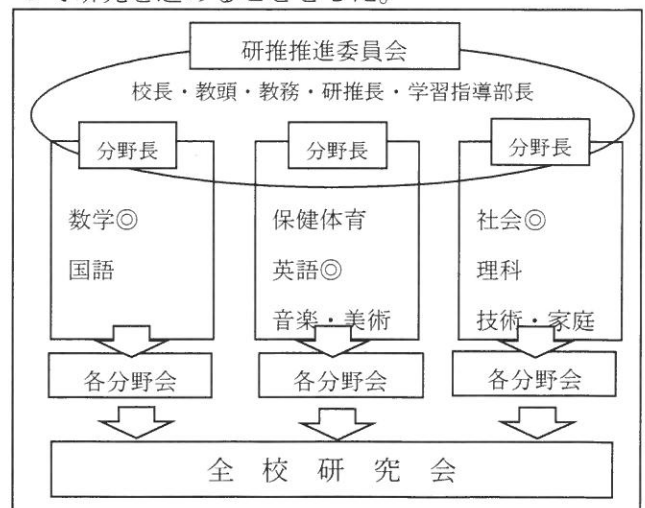 て研究を進めることとした。
研推推進委員会
校長・教頭・教務・研推長・学習指導部長
分野長
分野長
分野長
数学◎
国語
保健体育
英語◎
音楽・美術
社会◎
理科
技術・家庭
各分野会
各分野会
各分野会
全校研究会